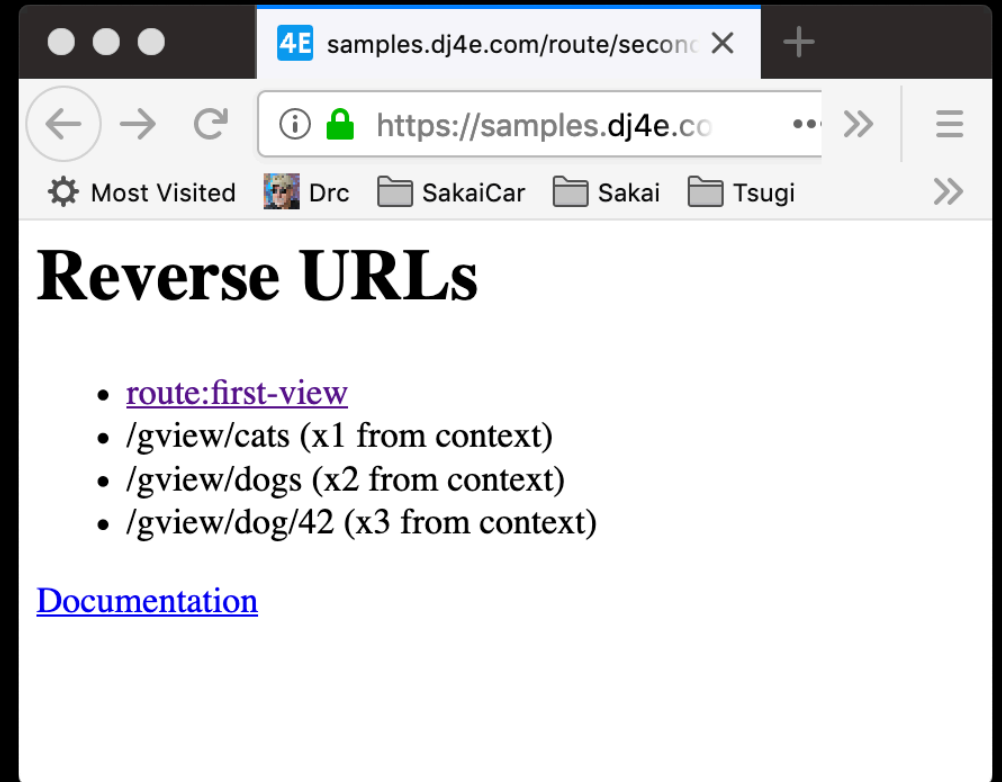 4E samples.dj4e.com/route/second
https://samples.dj4e.co
Most Visited Drc SakaiCar Sakai Tsugi
Reverse URLs
route:first-view
/gview/cats (x1 from context)
/gview/dogs (x2 from context)
/gview/dog/42 (x3 from context)
Documentation